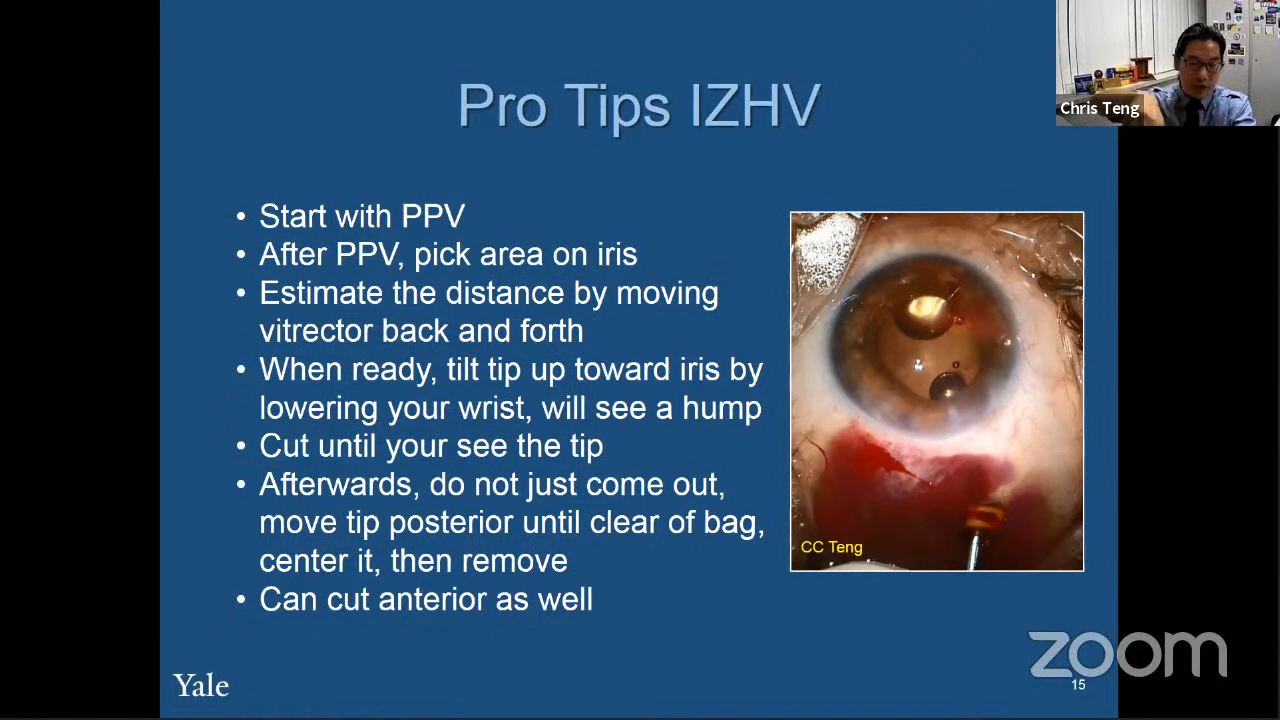 Chris Teng
Pro Tips IZHV
• Start with PPV
• After PPV, pick area on iris
• Estimate the distance by moving
vitrector back and forth
• When ready, tilt tip up toward iris by
lowering your wrist, will see a hump
• Cut until your see the tip
• Afterwards, do not just come out,
move tip posterior until clear of bag,
center it, then remove
• Can cut anterior as well
CC Teng
zoom
Yale
15